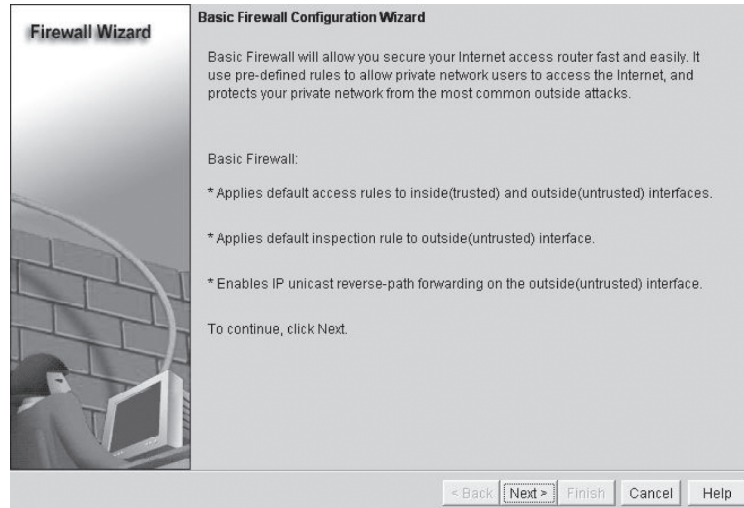 Firewall Wizard
Basic Firewall Configuration Wizard
Basic Firewall will allow you secure your Internet access router fast and easily. It
use pre-defined rules to allow private network users to access the Internet, and
protects your private network from the most common outside attacks.
Basic Firewall:
* Applies default access rules to inside(trusted) and outside(untrusted) interfaces.
* Applies default inspection rule to outside(untrusted) interface.
* Enables IP unicast reverse-path forwarding on the outside(untrusted) interface.
To continue, click Next.
< Back Next > Finish Cancel Help